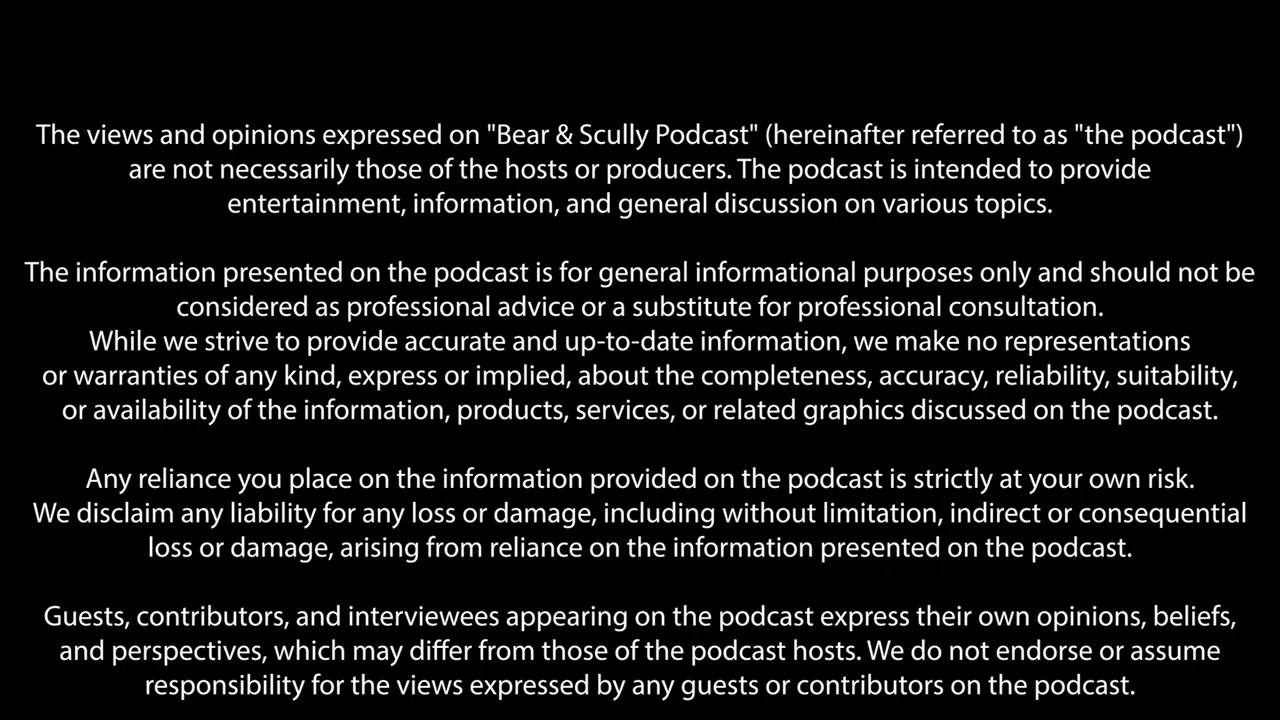 The views and opinions expressed on "Bear & Scully Podcast" (hereinafter referred to as "the podcast")
are not necessarily those of the hosts or producers. The podcast is intended to provide
entertainment, information, and general discussion on various topics.
The information presented on the podcast is for general informational purposes only and should not be
considered as professional advice or a substitute for professional consultation.
While we strive to provide accurate and up-to-date information, we make no representations
or warranties of any kind, express or implied, about the completeness, accuracy, reliability, suitability,
or availability of the information, products, services, or related graphics discussed on the podcast.
Any reliance you place on the information provided on the podcast is strictly at your own risk.
We disclaim any liability for any loss or damage, including without limitation, indirect or consequential
loss or damage, arising from reliance on the information presented on the podcast.
Guests, contributors, and interviewees appearing on the podcast express their own opinions, beliefs,
and perspectives, which may differ from those of the podcast hosts. We do not endorse or assume
responsibility for the views expressed by any guests or contributors on the podcast.